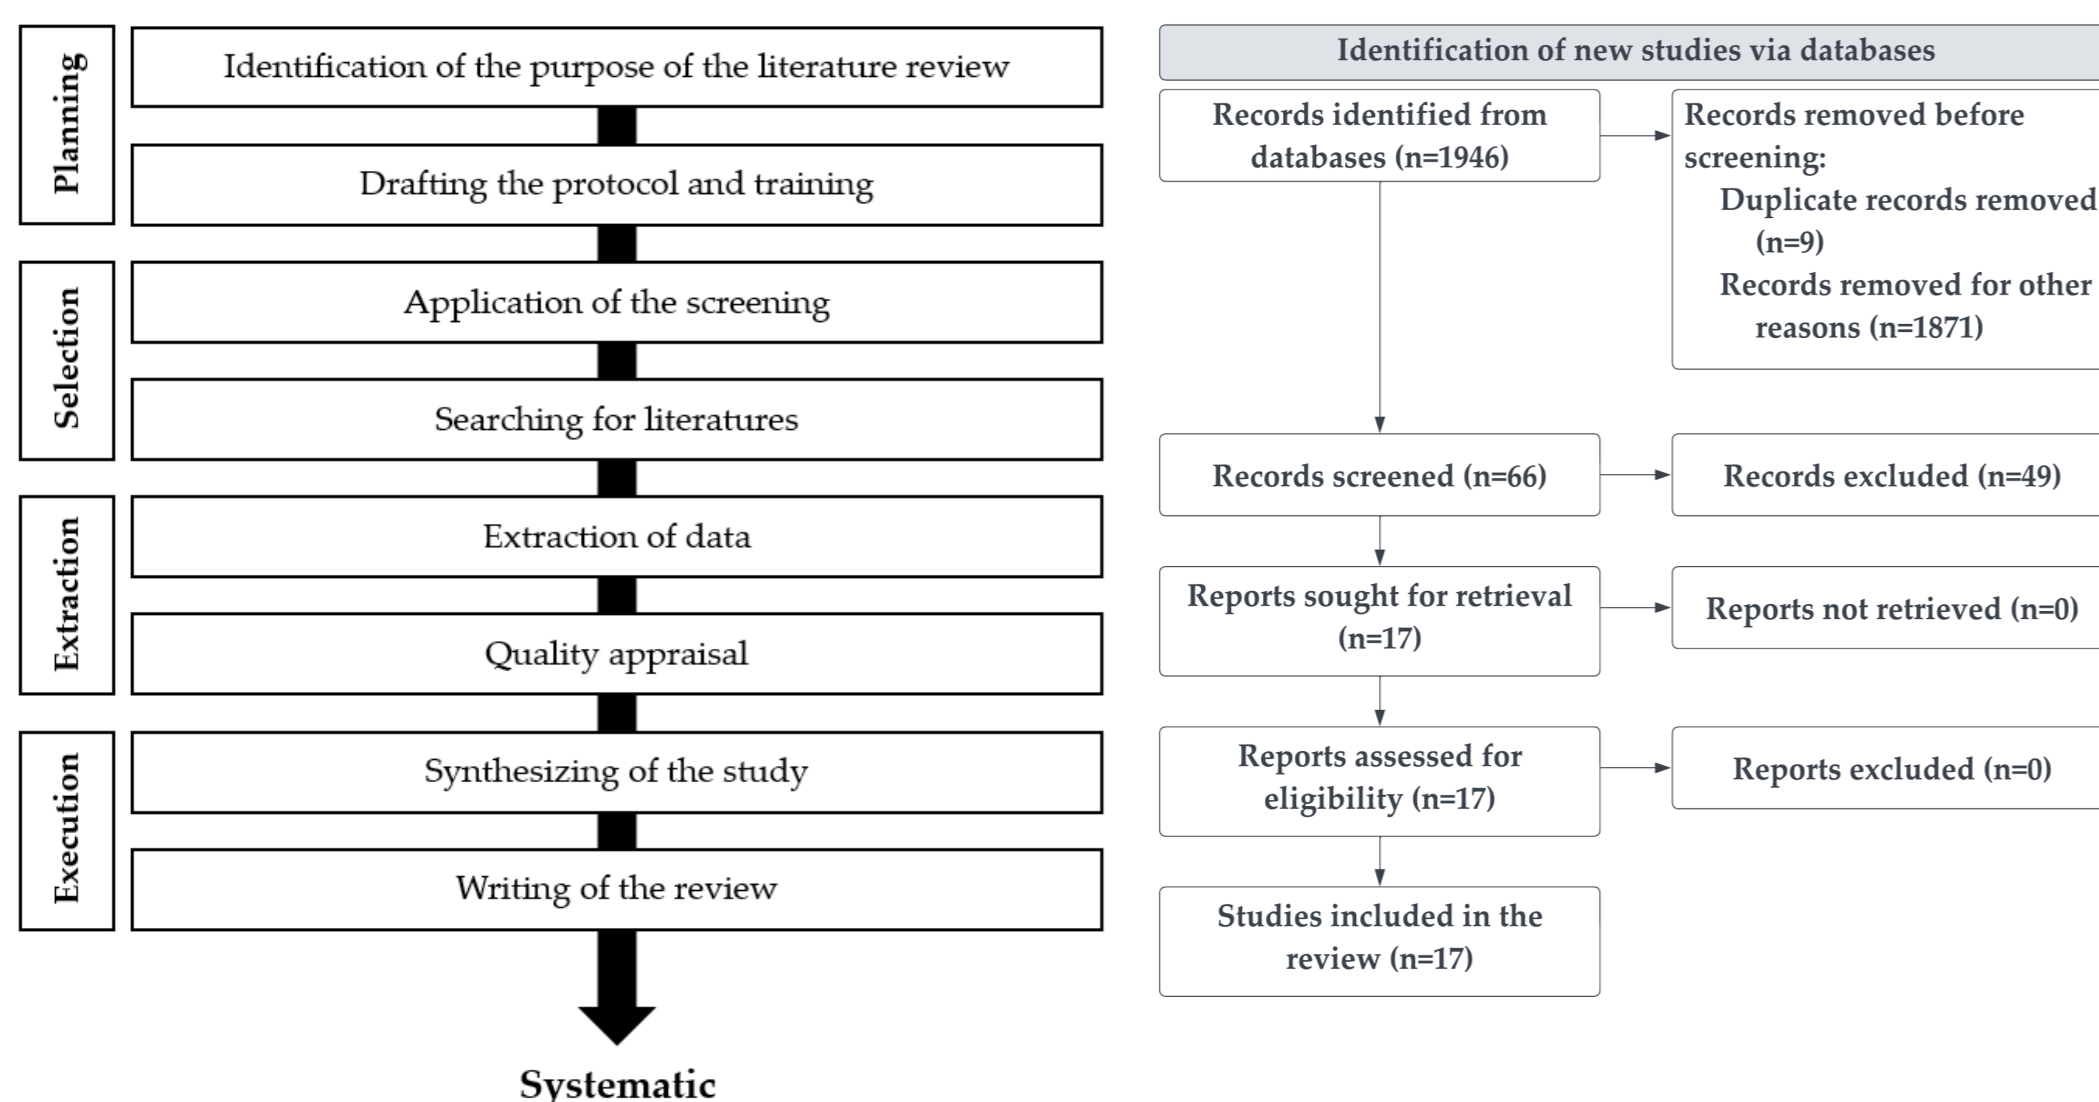 Planning
Identification of the purpose of the literature review
Drafting the protocol and training
Selection
Application of the screening
Searching for literatures
Extraction
Extraction of data
Quality appraisal
Execution
Synthesizing of the study
Writing of the review
Systematic
Identification of new studies via databases
Records identified from
databases (n=1946)
Records removed before
screening:
Duplicate records removed
(n=9)
Records removed for other
reasons (n=1871)
Records screened (n=66)
Records excluded (n=49)
Reports sought for retrieval
(n=17)
Reports not retrieved (n=0)
Reports assessed for
eligibility (n=17)
Reports excluded (n=0)
Studies included in the
review (n=17)